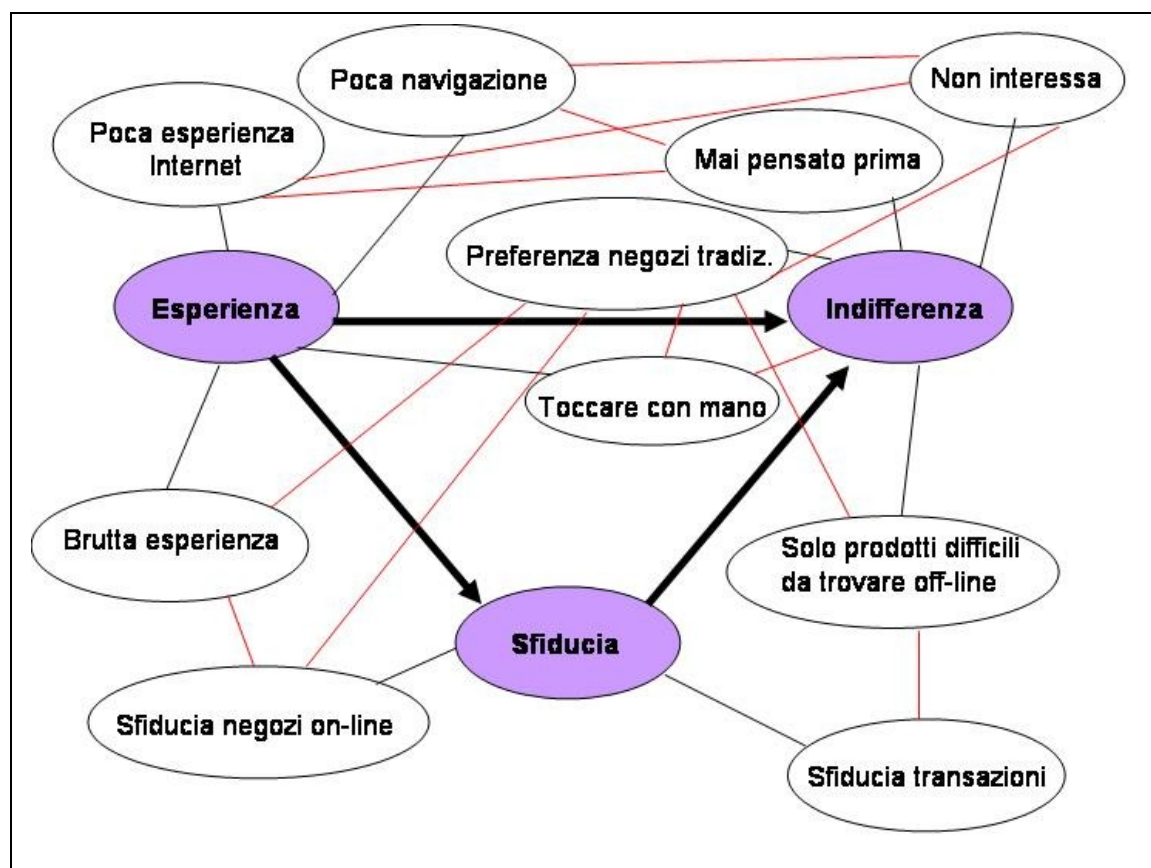 Poca navigazione
Non interessa
Poca esperienza
Internet
Mai pensato prima
Preferenza negozi tradiz.
Esperienza
Indifferenza
Toccare con mano
Brutta esperienza
Solo prodotti difficili
da trovare off-line
Sfiducia
Sfiducia negozi on-line
Sfiducia transazioni